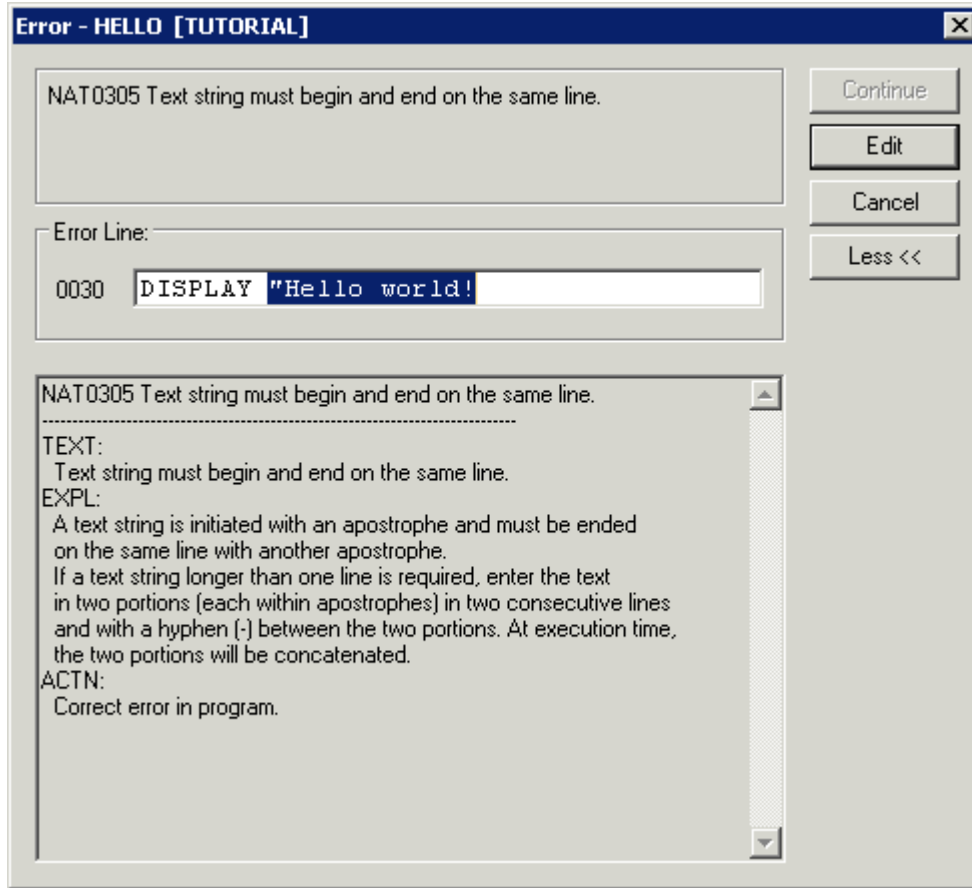 Error - HELLO [TUTORIAL]
NAT0305 Text string must begin and end on the same line.
Continue
Edit
Cancel
Less <<
Error Line:
0030 DISPLAY "Hello world!
NAT0305 Text string must begin and end on the same line.
-------------------------------------------------------------------------------
TEXT:
Text string must begin and end on the same line.
EXPL:
A text string is initiated with an apostrophe and must be ended
on the same line with another apostrophe.
If a text string longer than one line is required, enter the text
in two portions (each within apostrophes) in two consecutive lines
and with a hyphen (-) between the two portions. At execution time,
the two portions will be concatenated.
ACTN:
Correct error in program.